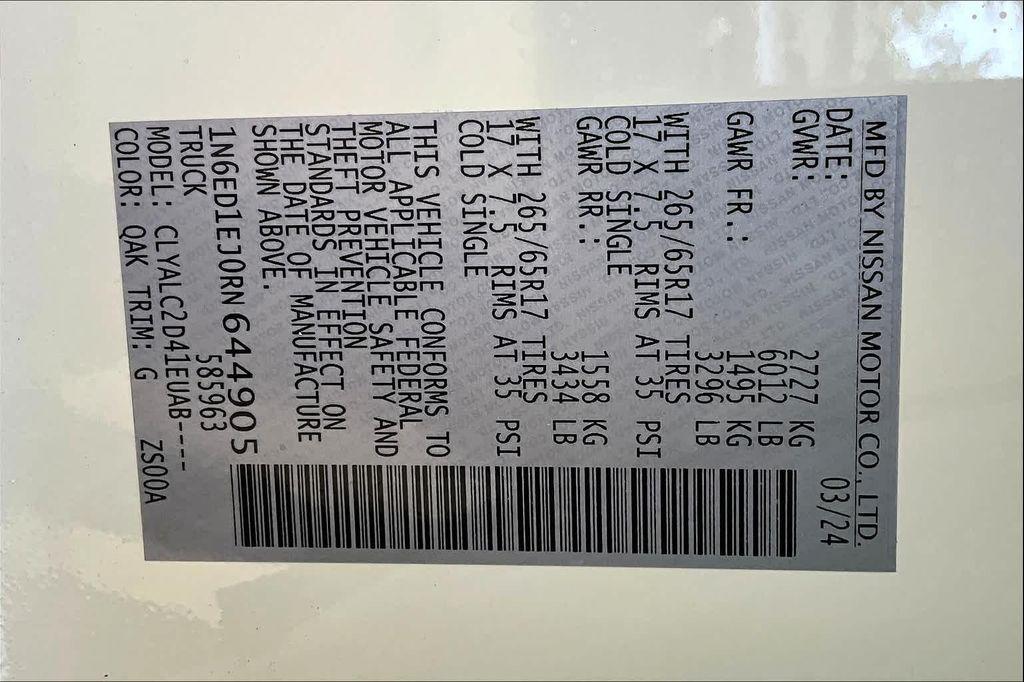 MFD BY NISSAN MOTOR CO., LTD.
DATE: 03/24
GVWR: 2727 KG
6012 LB
GAWR FR.: 1495 KG
3296 LB
WITH 265/65R17 TIRES
17 X 7.5 RIMS AT 35 PSI
COLD SINGLE
GAWR RR.: 1558 KG
3434 LB
WITH 265/65R17 TIRES
17 X 7.5 RIMS AT 35 PSI
COLD SINGLE
THIS VEHICLE CONFORMS TO
ALL APPLICABLE FEDERAL
MOTOR VEHICLE SAFETY AND
THEFT PREVENTION
STANDARDS IN EFFECT ON
THE DATE OF MANUFACTURE
SHOWN ABOVE.
1N6ED1EJ0RN644905
TRUCK 585963
MODEL: CLYALC2D41EUAB----
COLOR: QAK TRIM: G ZS00A